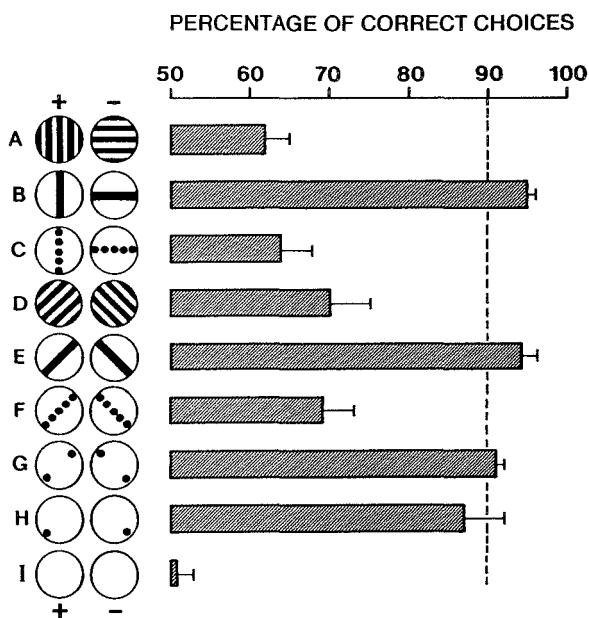 PERCENTAGE OF CORRECT CHOICES
50 60 70 80 90 100
+ -
A
B
C
D
E
F
G
H
I
+ -